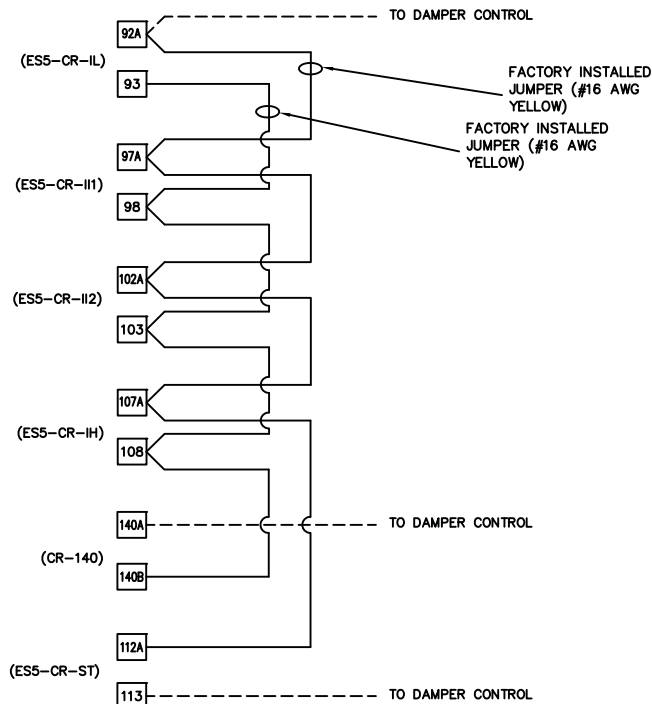 TO DAMPER CONTROL
92A
(ES5-CR-IL)
93
FACTORY INSTALLED
JUMPER (#16 AWG
YELLOW)
FACTORY INSTALLED
JUMPER (#16 AWG
YELLOW)
97A
(ES5-CR-II1)
98
102A
(ES5-CR-II2)
103
107A
(ES5-CR-IH)
108
140A
TO DAMPER CONTROL
(CR-140)
140B
112A
(ES5-CR-ST)
113
TO DAMPER CONTROL